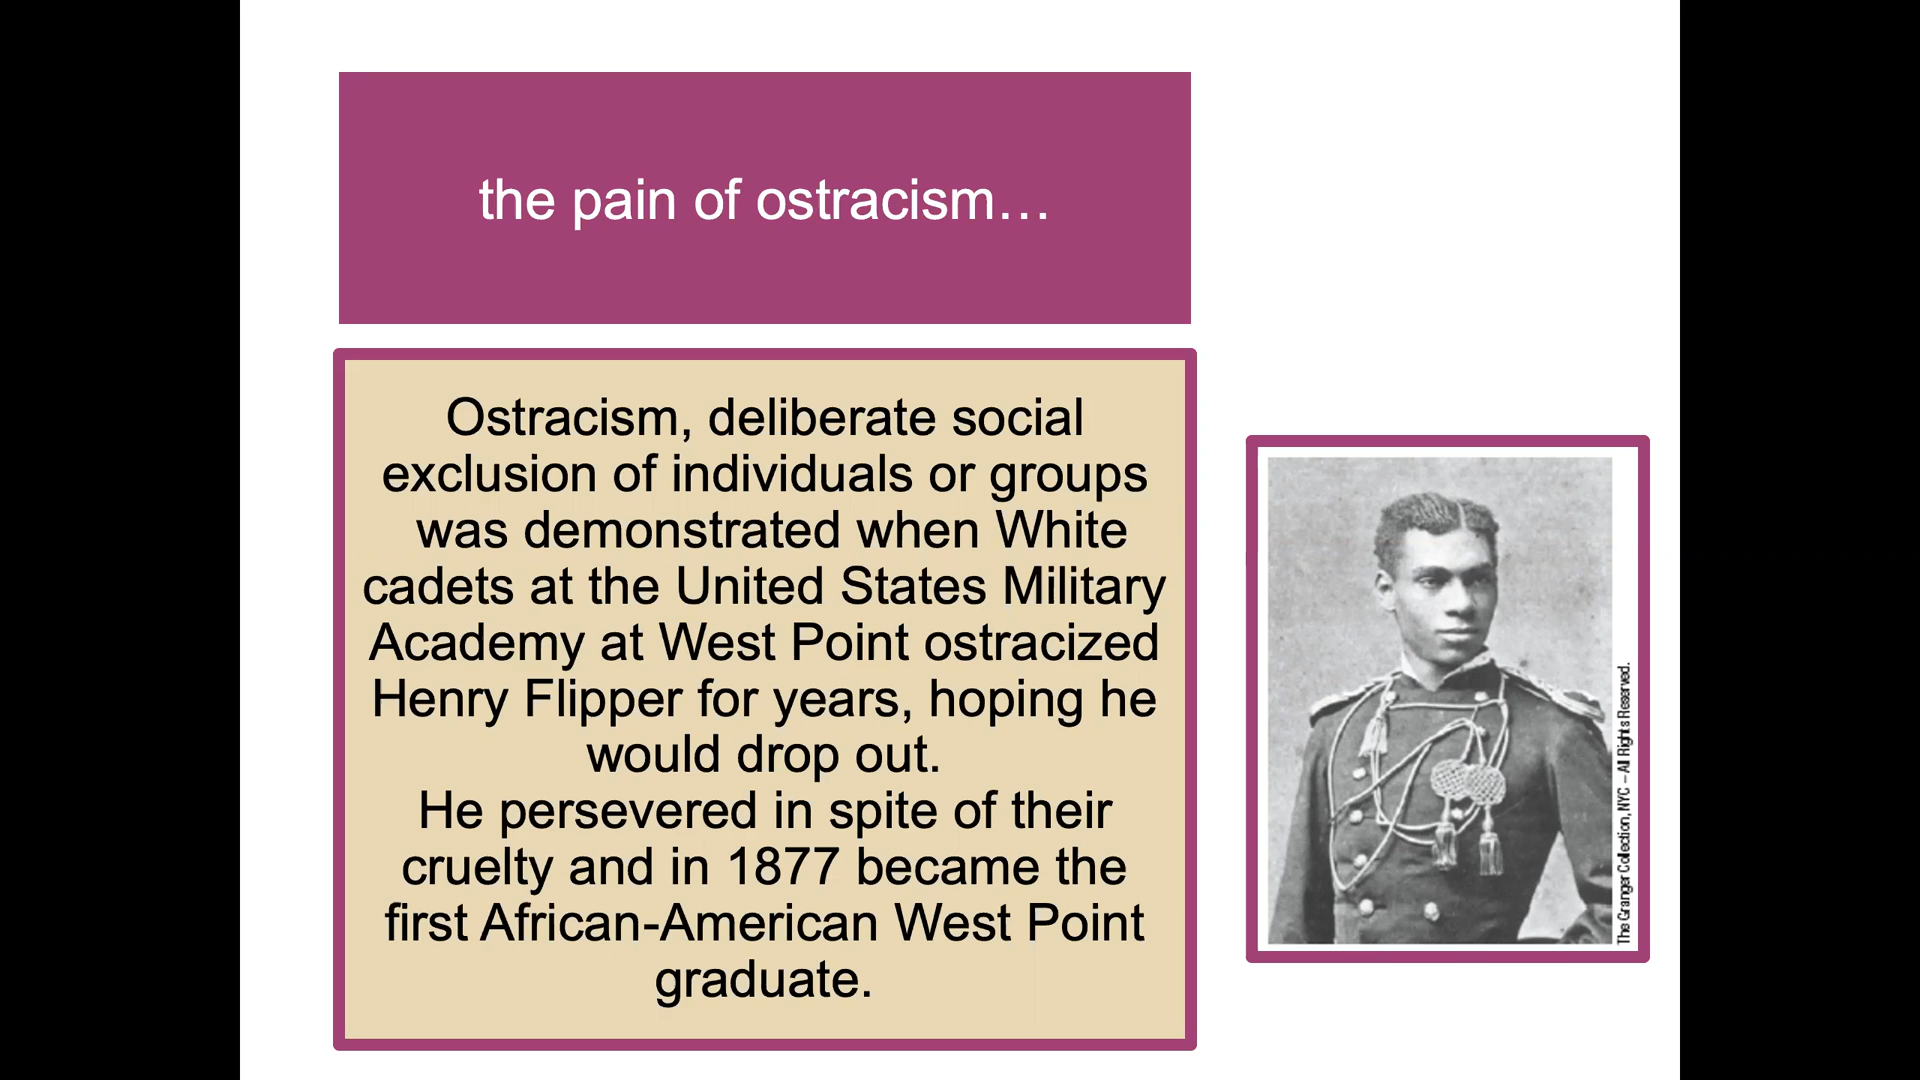 the pain of ostracism…
Ostracism, deliberate social
exclusion of individuals or groups
was demonstrated when White
cadets at the United States Military
Academy at West Point ostracized
Henry Flipper for years, hoping he
would drop out.
He persevered in spite of their
cruelty and in 1877 became the
first African-American West Point
graduate.
The Granger Collection, NYC – All Rights Reserved.